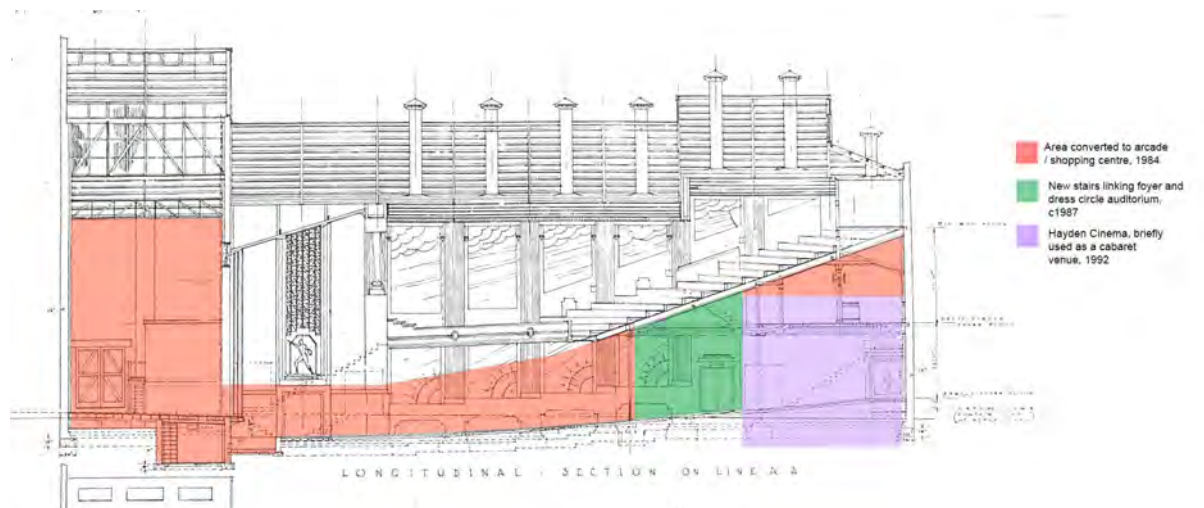 Area converted to arcade
/ shopping centre, 1984
New stairs linking foyer and
dress circle auditorium,
c1987
Hayden Cinema, briefly
used as a cabaret
venue, 1992
LONGITUDINAL - SECTION ON LINE A A